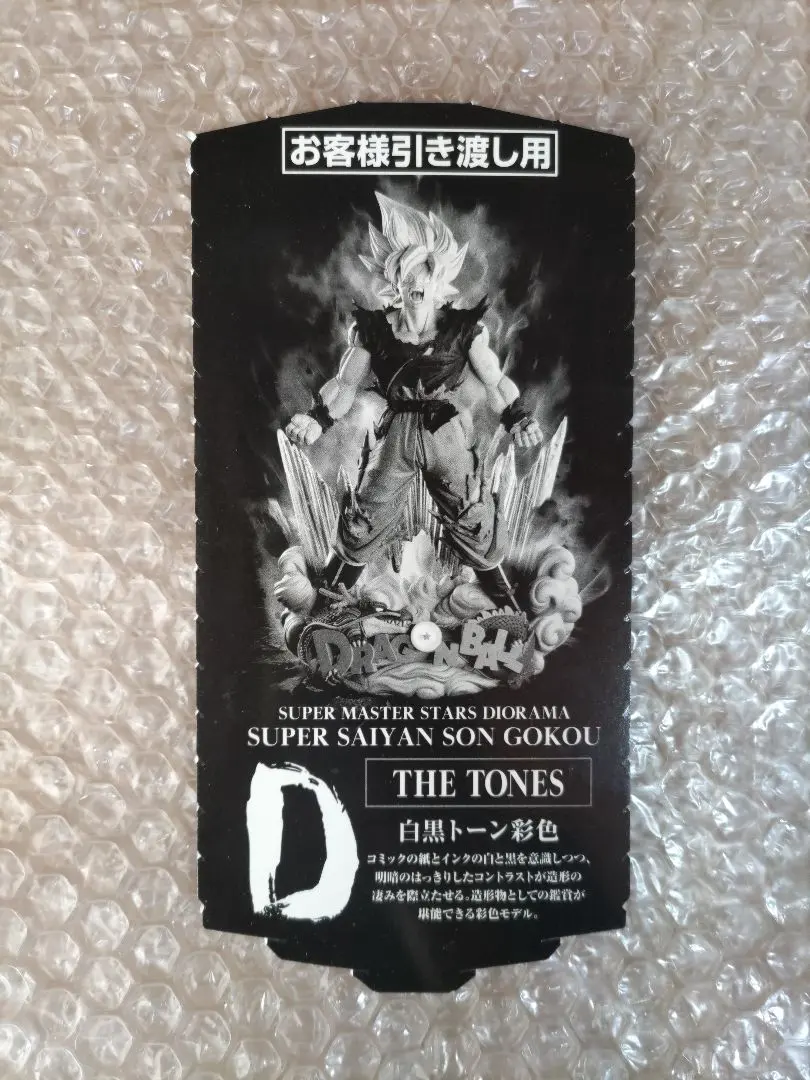 お客様引き渡し用
DRAGON BALL
SUPER MASTER STARS DIORAMA
SUPER SAIYAN SON GOKOU
D
THE TONES
白黒トーン彩色
コミックの紙とインクの白と黒を意識しつつ、
明暗のはっきりしたコントラストが造形の
凄みを際立たせる。造形物としての鑑賞が
堪能できる彩色モデル。